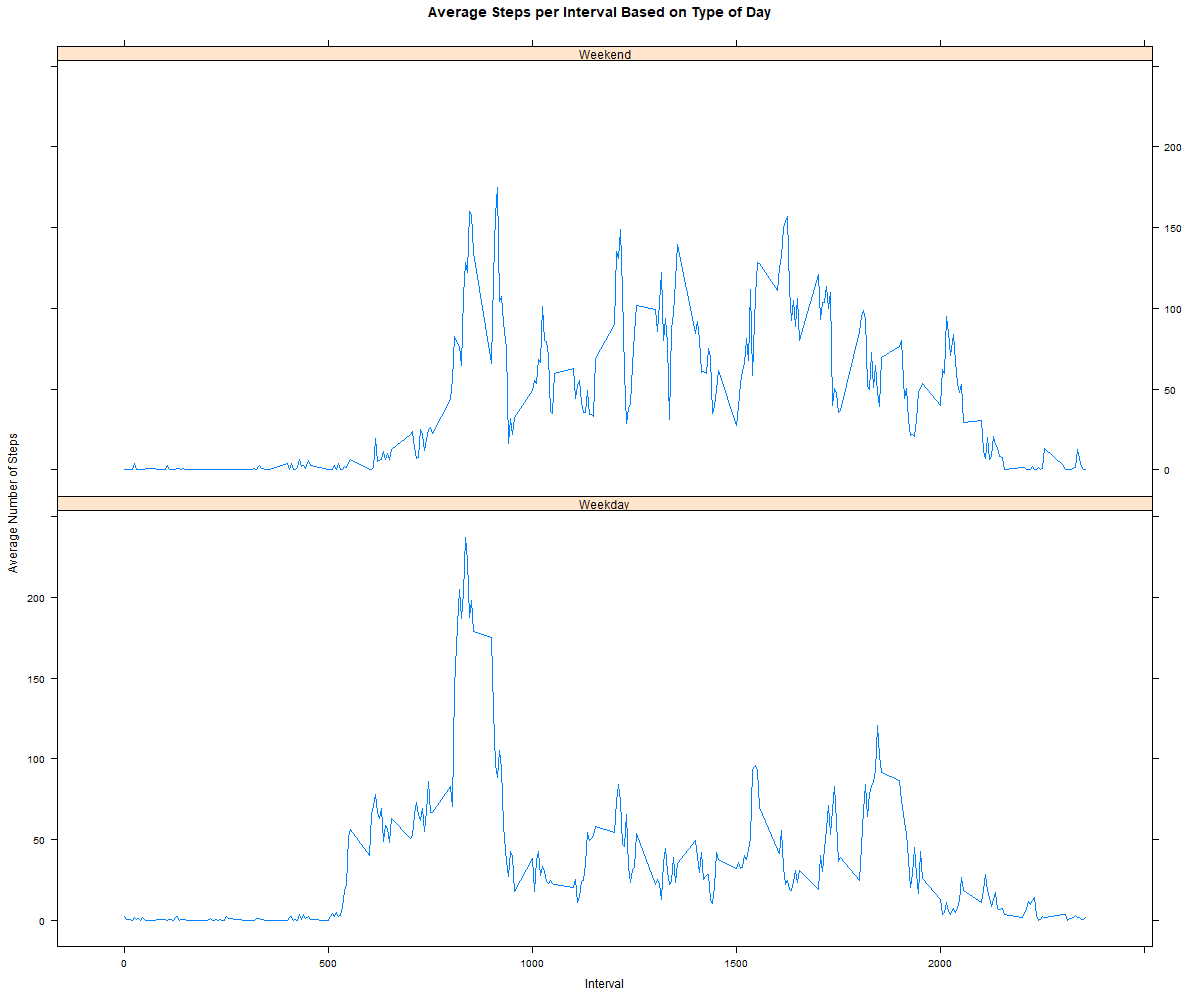 Average Steps per Interval Based on Type of Day
Weekend
200
150
100
50
0
Weekday
Average Number of Steps
200
150
100
50
0
0 500 1000 1500 2000
Interval